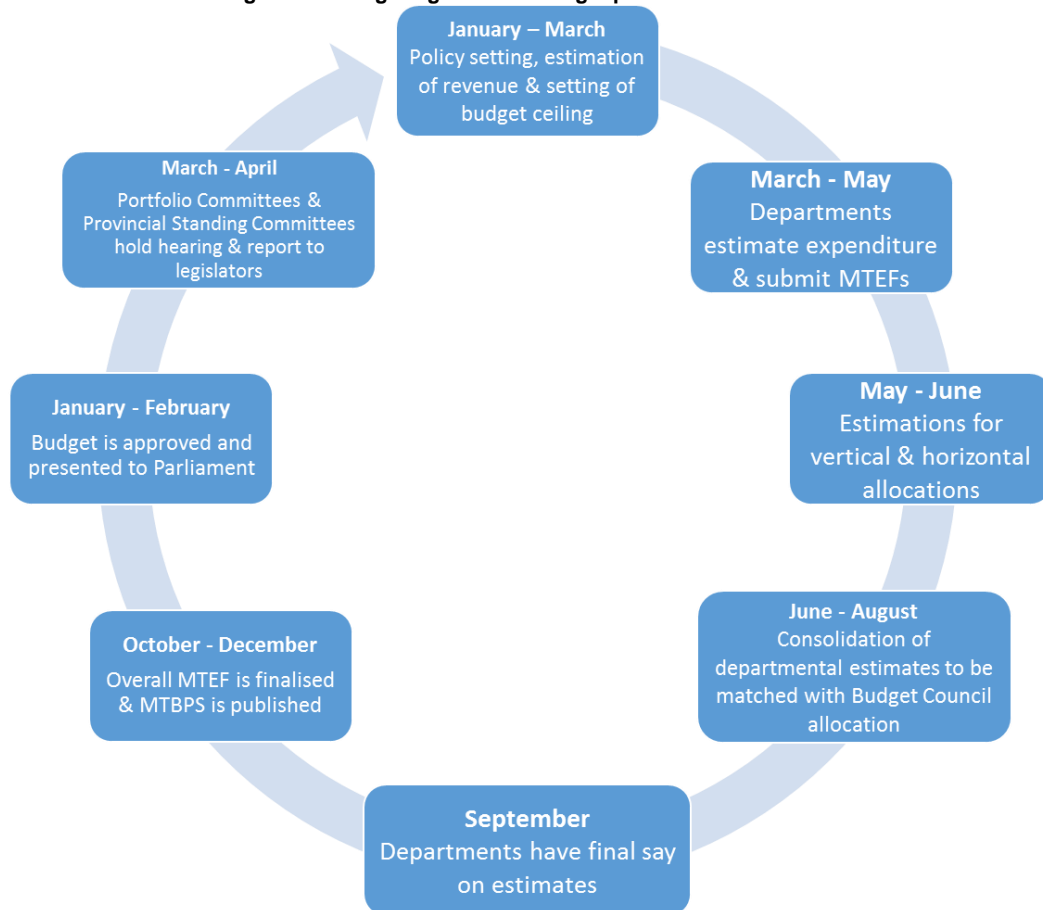 January – March
Policy setting, estimation
of revenue & setting of
budget ceiling
March - May
Departments
estimate expenditure
& submit MTEFs
May - June
Estimations for
vertical & horizontal
allocations
June - August
Consolidation of
departmental estimates to be
matched with Budget Council
allocation
September
Departments have final say
on estimates
October - December
Overall MTEF is finalised
& MTBPS is published
January - February
Budget is approved and
presented to Parliament
March - April
Portfolio Committees &
Provincial Standing Committees
hold hearing & report to
legislators